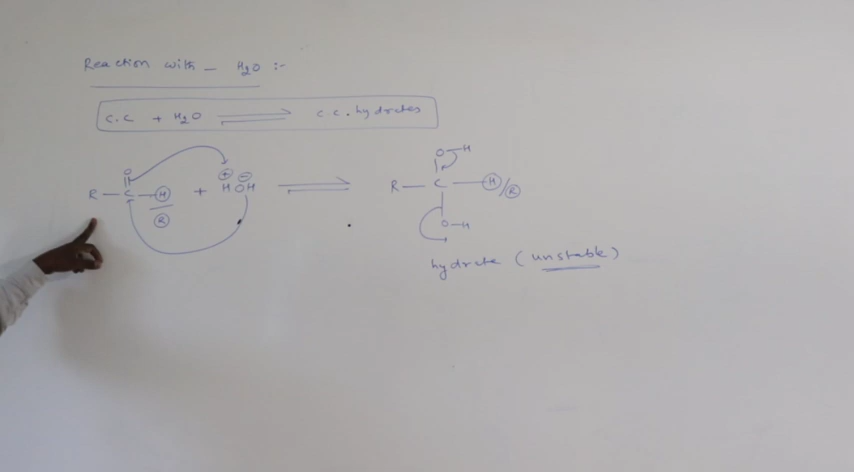 Reaction with - H2O :-
C.C + H2O ⇌ C.C. hydrates
O
R - C - H + H OH ⇌ R - C - H/R
R
O-H
O-H
hydrate (unstable)